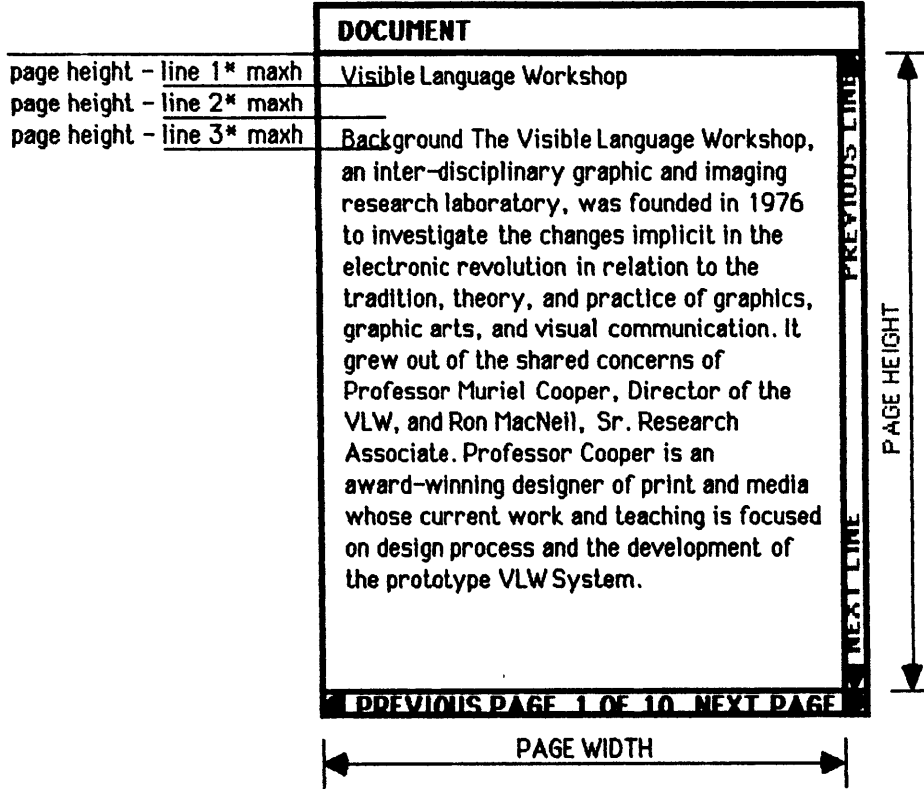 DOCUMENT
page height - line 1* maxh
page height - line 2* maxh
page height - line 3* maxh
Visible Language Workshop
Background The Visible Language Workshop,
an inter-disciplinary graphic and imaging
research laboratory, was founded in 1976
to investigate the changes implicit in the
electronic revolution in relation to the
tradition, theory, and practice of graphics,
graphic arts, and visual communication. It
grew out of the shared concerns of
Professor Muriel Cooper, Director of the
VLW, and Ron MacNeil, Sr. Research
Associate. Professor Cooper is an
award-winning designer of print and media
whose current work and teaching is focused
on design process and the development of
the prototype VLW System.
PREVIOUS LINE
NEXT LINE
PAGE HEIGHT
PREVIOUS PAGE 1 OF 10 NEXT PAGE
PAGE WIDTH